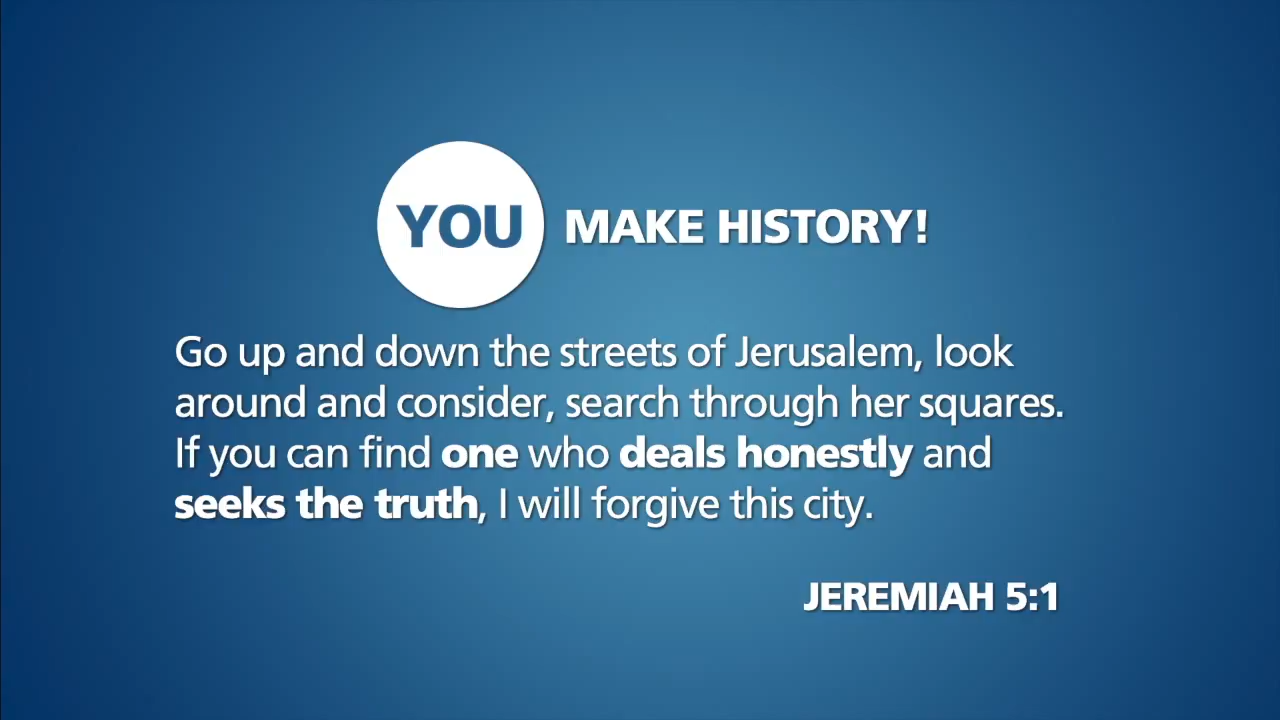 YOU MAKE HISTORY!
Go up and down the streets of Jerusalem, look
around and consider, search through her squares.
If you can find one who deals honestly and
seeks the truth, I will forgive this city.
JEREMIAH 5:1